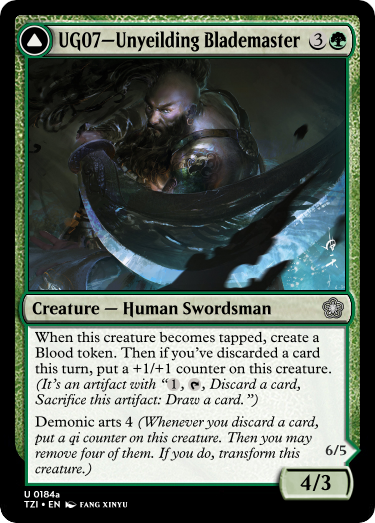 UG07—Unyeilding Blademaster 3
Creature — Human Swordsman
When this creature becomes tapped, create a
Blood token. Then if you've discarded a card
this turn, put a +1/+1 counter on this creature.
(It's an artifact with “1, , Discard a card,
Sacrifice this artifact: Draw a card.”)
Demonic arts 4 (Whenever you discard a card,
put a qi counter on this creature. Then you may
remove four of them. If you do, transform this
creature.)
6/5
4/3
U 0184a
TZI • EN FANG XINYU